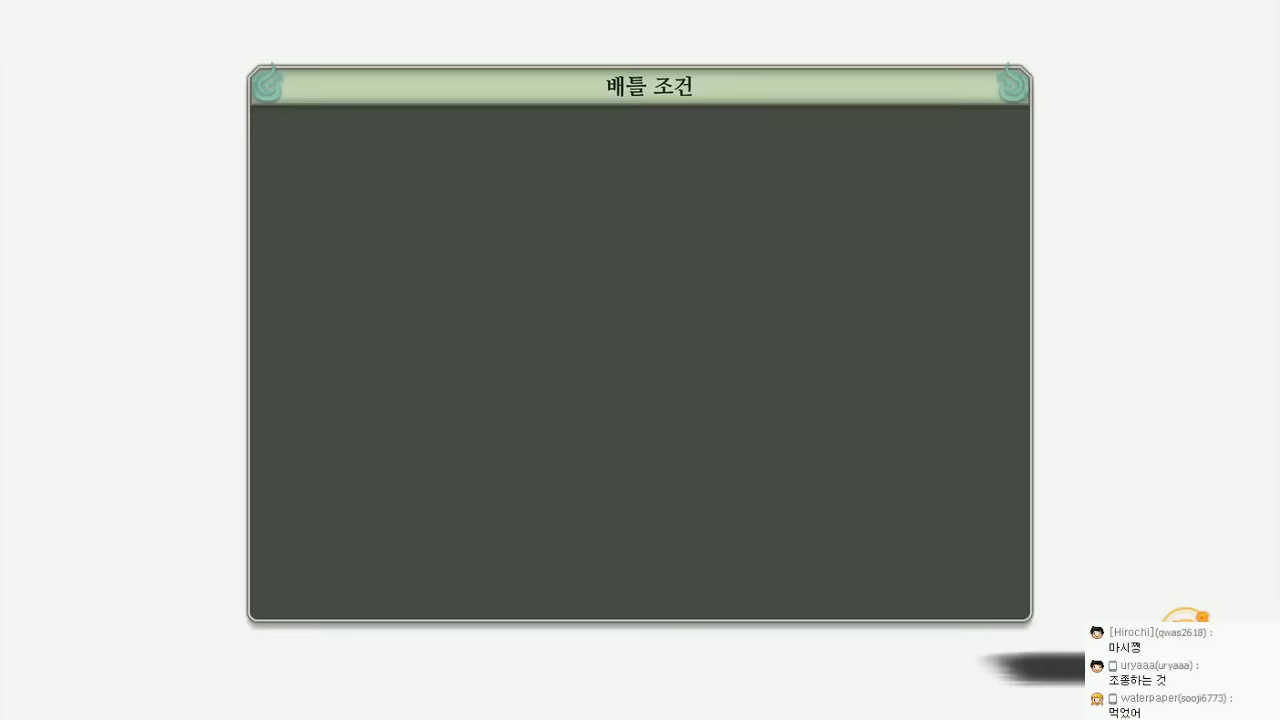 배틀 조건
[Hirochi](qwas2618) :
마시쪙
uryaaa(uryaaa) :
조종하는 것
waterpaper(sooji6773) :
먹었어